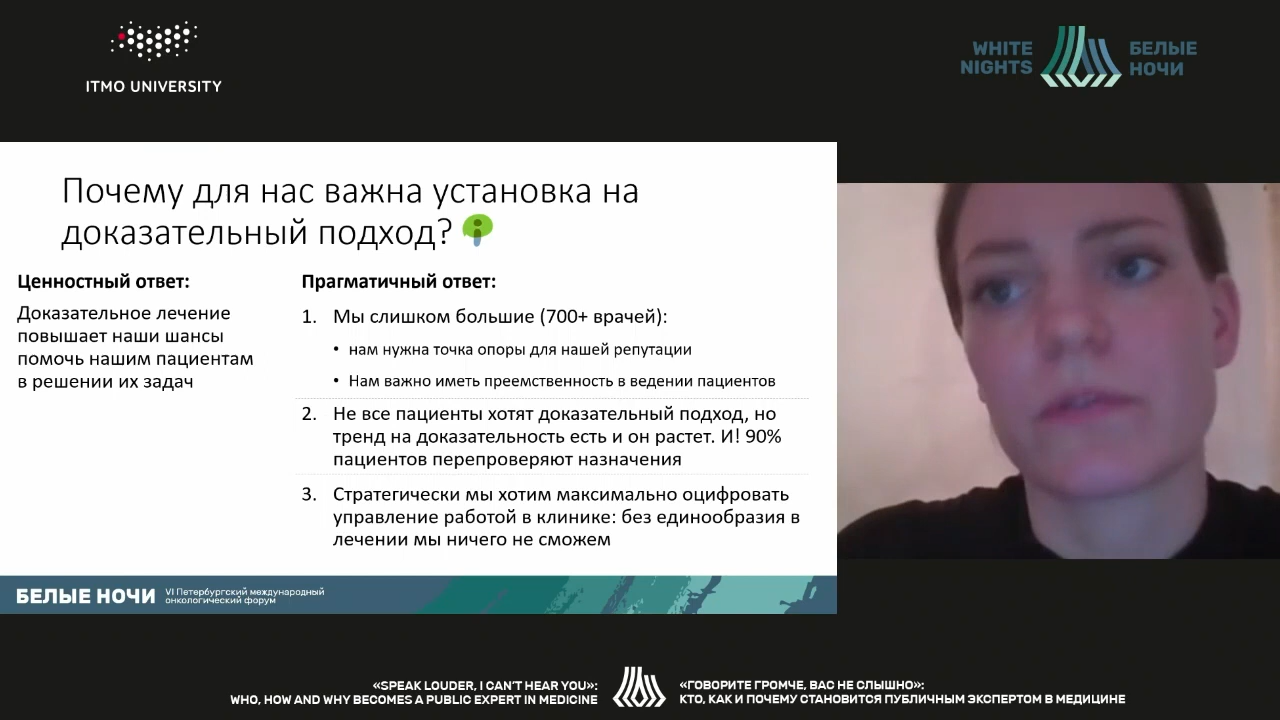 ITMO UNIVERSITY
WHITE
NIGHTS
БЕЛЫЕ
НОЧИ
Почему для нас важна установка на
доказательный подход?
Ценностный ответ:
Доказательное лечение
повышает наши шансы
помочь нашим пациентам
в решении их задач
Прагматичный ответ:
1. Мы слишком большие (700+ врачей):
• нам нужна точка опоры для нашей репутации
• Нам важно иметь преемственность в ведении пациентов
2. Не все пациенты хотят доказательный подход, но
тренд на доказательность есть и он растет. И! 90%
пациентов перепроверяют назначения
3. Стратегически мы хотим максимально оцифровать
управление работой в клинике: без единообразия в
лечении мы ничего не сможем
БЕЛЫЕ НОЧИ
VI Петербургский международный
онкологический форум
«SPEAK LOUDER, I CAN'T HEAR YOU»:
WHO, HOW AND WHY BECOMES A PUBLIC EXPERT IN MEDICINE
«ГОВОРИТЕ ГРОМЧЕ, ВАС НЕ СЛЫШНО»:
КТО, КАК И ПОЧЕМУ СТАНОВИТСЯ ПУБЛИЧНЫМ ЭКСПЕРТОМ В МЕДИЦИНЕ